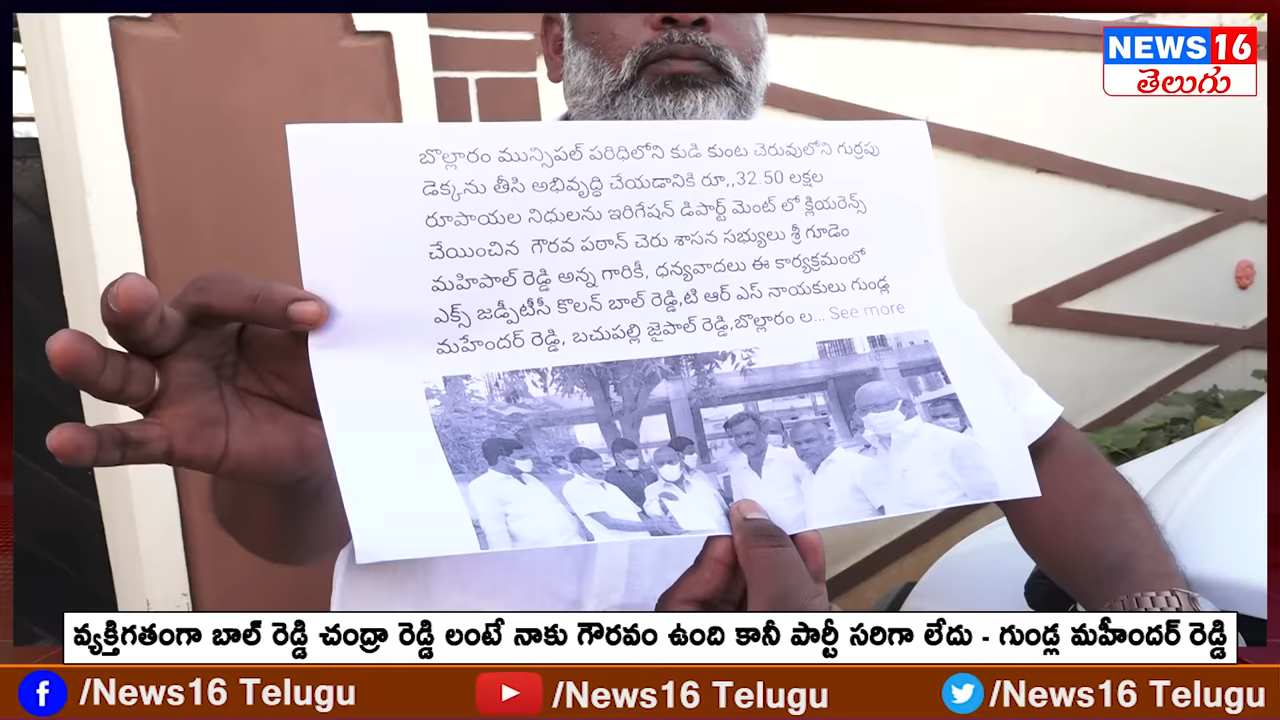 NEWS 16
తెలుగు
బొల్లారం మున్సిపల్ పరిధిలోని కుడి కుంట చెరువులోని గుర్రపు
డెక్కను తీసి అభివృద్ధి చేయడానికి రూ,,32.50 లక్షల
రూపాయల నిధులను ఇరిగేషన్ డిపార్ట్ మెంట్ లో క్లియరెన్స్
చేయించిన గౌరవ పఠాన్ చెరు శాసన సభ్యులు శ్రీ గూడెం
మహిపాల్ రెడ్డి అన్న గారికీ, ధన్యవాదలు ఈ కార్యక్రమంలో
ఎక్స్ జడ్పీటీసీ కొలన్ బాల్ రెడ్డి,టి ఆర్ ఎస్ నాయకులు గుండ్ల
మహేందర్ రెడ్డి, బచుపల్లి జైపాల్ రెడ్డి,బొల్లారం ల... See more
వ్యక్తిగతంగా బాల్ రెడ్డి చంద్రా రెడ్డి లంటే నాకు గౌరవం ఉంది కానీ పార్టీ సరిగా లేదు - గుండ్ల మహీందర్ రెడ్డి
/News16 Telugu /News16 Telugu /News16 Telugu